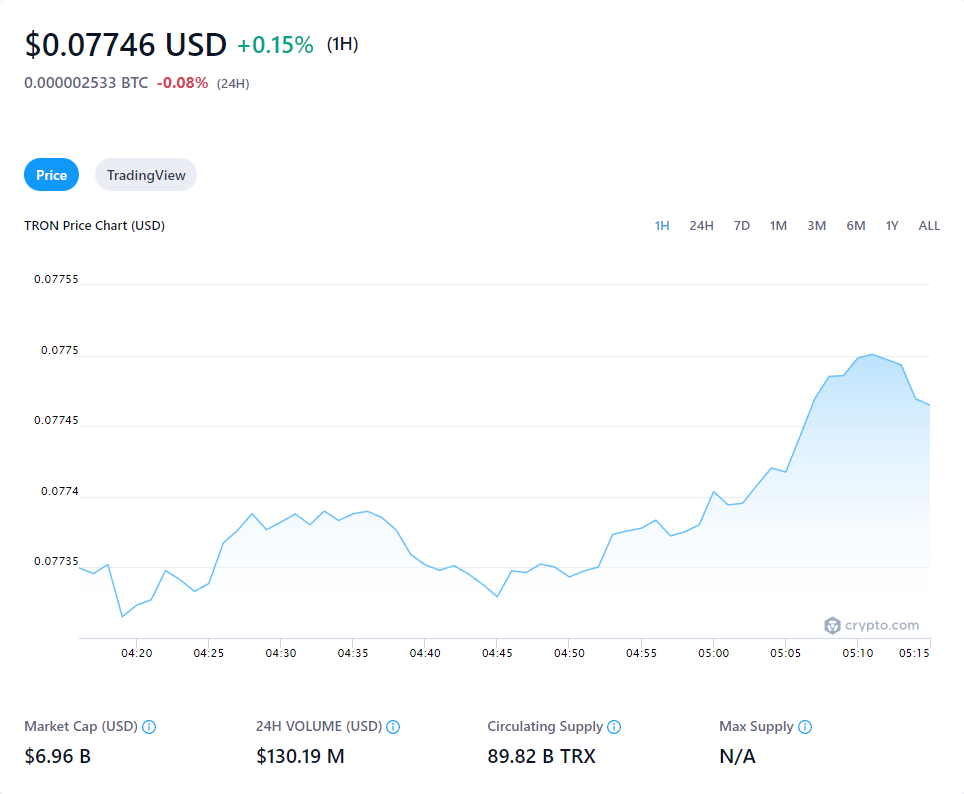 $0.07746 USD +0.15% (1H)
0.000002533 BTC -0.08% (24H)
Price TradingView
TRON Price Chart (USD) 1H 24H 7D 1M 3M 6M 1Y ALL
0.07755
0.0775
0.07745
0.0774
0.07735
crypto.com
04:20 04:25 04:30 04:35 04:40 04:45 04:50 04:55 05:00 05:05 05:10 05:15
Market Cap (USD) 24H VOLUME (USD) Circulating Supply Max Supply
$6.96 B $130.19 M 89.82 B TRX N/A